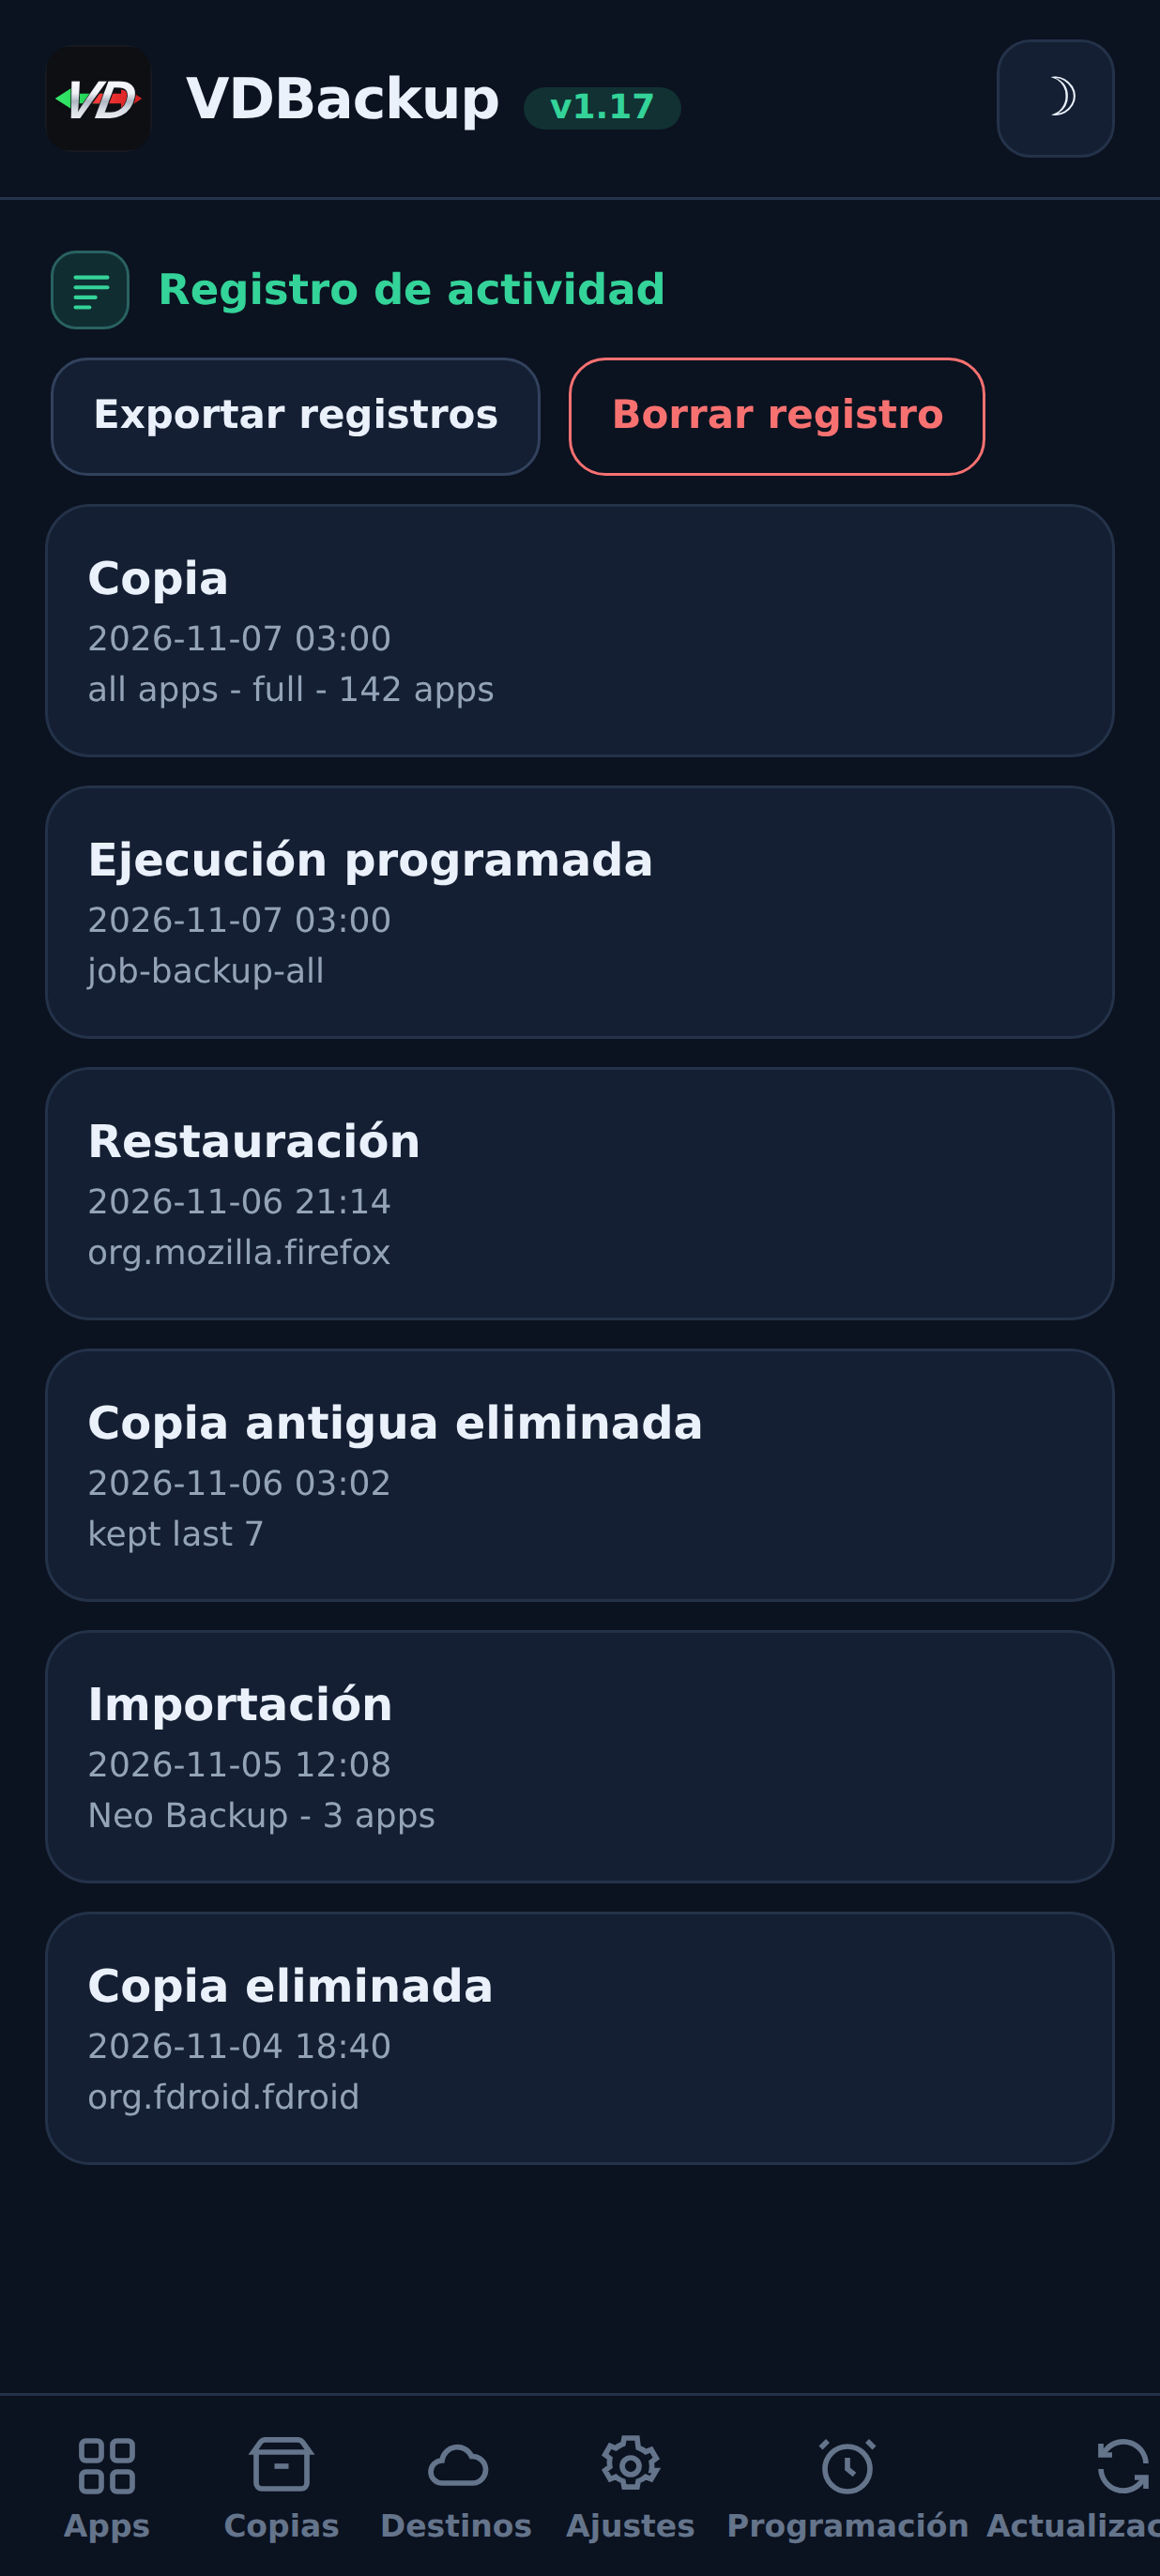 VD
VDBackup v1.17
Registro de actividad
Exportar registros
Borrar registro
Copia
2026-11-07 03:00
all apps - full - 142 apps
Ejecución programada
2026-11-07 03:00
job-backup-all
Restauración
2026-11-06 21:14
org.mozilla.firefox
Copia antigua eliminada
2026-11-06 03:02
kept last 7
Importación
2026-11-05 12:08
Neo Backup - 3 apps
Copia eliminada
2026-11-04 18:40
org.fdroid.fdroid
Apps
Copias
Destinos
Ajustes
Programación